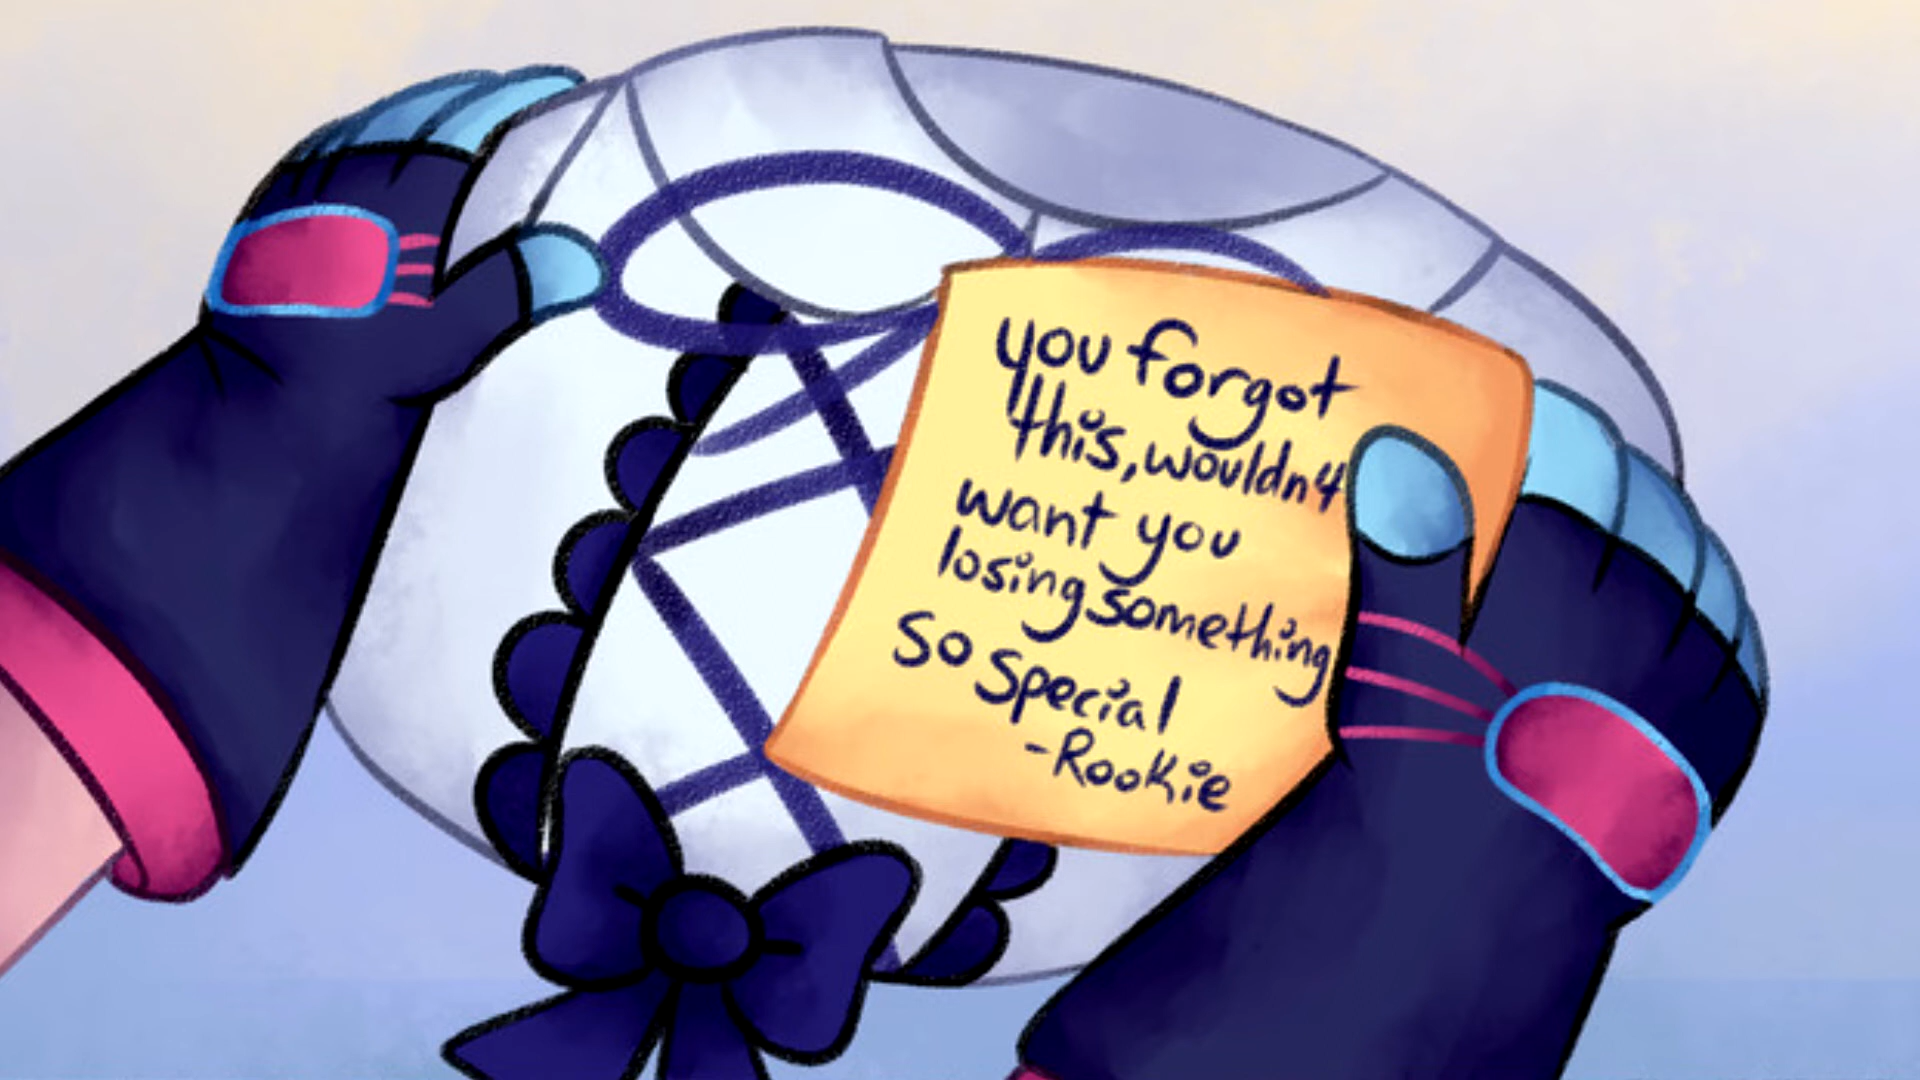 you forgot
this, wouldn't
want you
losing something
so special
-Rookie